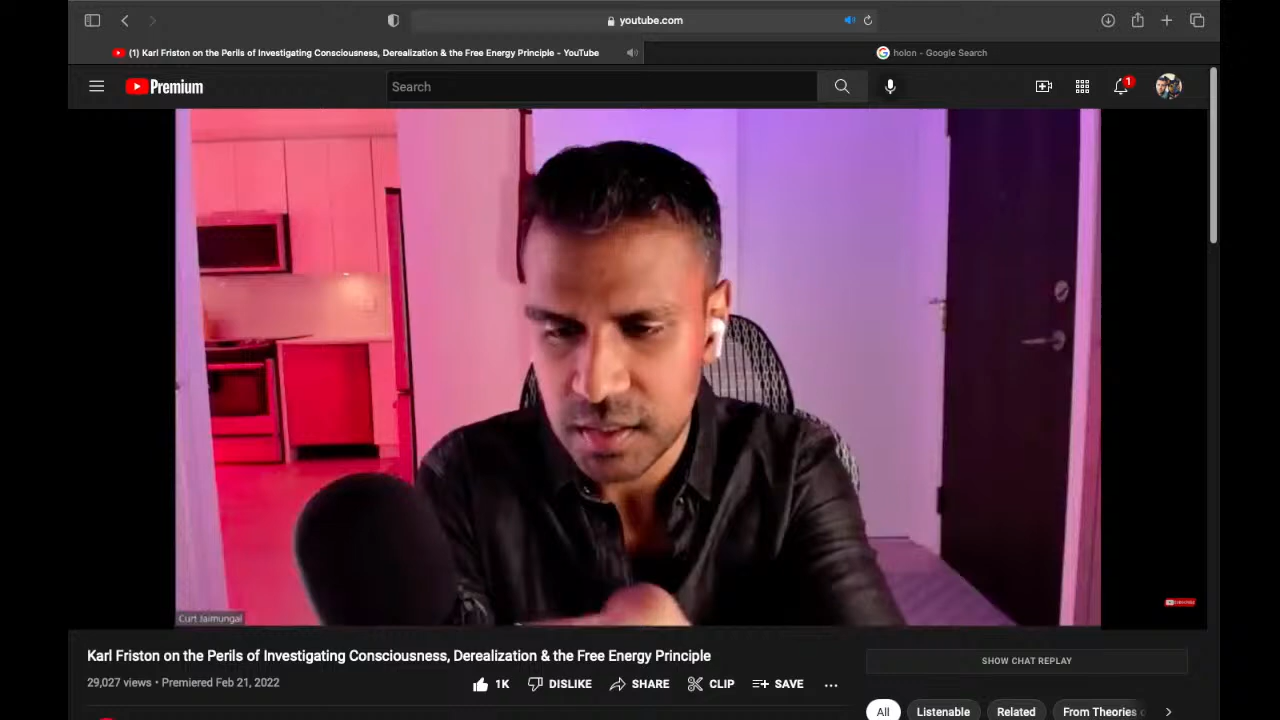 youtube.com
(1) Karl Friston on the Perils of Investigating Consciousness, Derealization & the Free Energy Principle - YouTube
holon - Google Search
Premium
Search
1
Curt Jaimungal
SUBSCRIBE
Karl Friston on the Perils of Investigating Consciousness, Derealization & the Free Energy Principle
29,027 views • Premiered Feb 21, 2022
1K DISLIKE SHARE CLIP SAVE ...
SHOW CHAT REPLAY
All Listenable Related From Theories